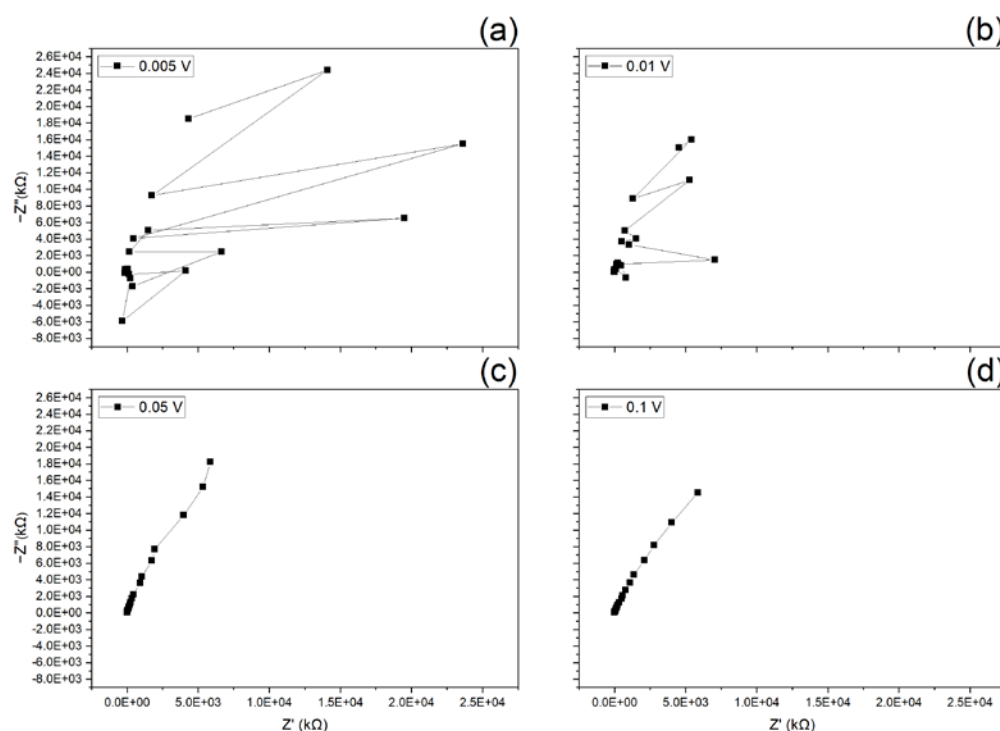 (a)
0.005 V
2.6E+04
2.4E+04
2.0E+04
1.8E+04
1.6E+04
1.4E+04
1.2E+04
1.0E+04
8.0E+03
6.0E+03
4.0E+03
2.0E+03
0.0E+00
-2.0E+03
-4.0E+03
-6.0E+03
-8.0E+03
−Z"(kΩ)
(b)
0.01 V
(c)
0.05 V
2.6E+04
2.4E+04
2.0E+04
1.8E+04
1.6E+04
1.4E+04
1.2E+04
1.0E+04
8.0E+03
6.0E+03
4.0E+03
2.0E+03
0.0E+00
-2.0E+03
-4.0E+03
-6.0E+03
-8.0E+03
−Z"(kΩ)
0.0E+00 5.0E+03 1.0E+04 1.5E+04 2.0E+04 2.5E+04
Z' (kΩ)
(d)
0.1 V
0.0E+00 5.0E+03 1.0E+04 1.5E+04 2.0E+04 2.5E+04
Z' (kΩ)